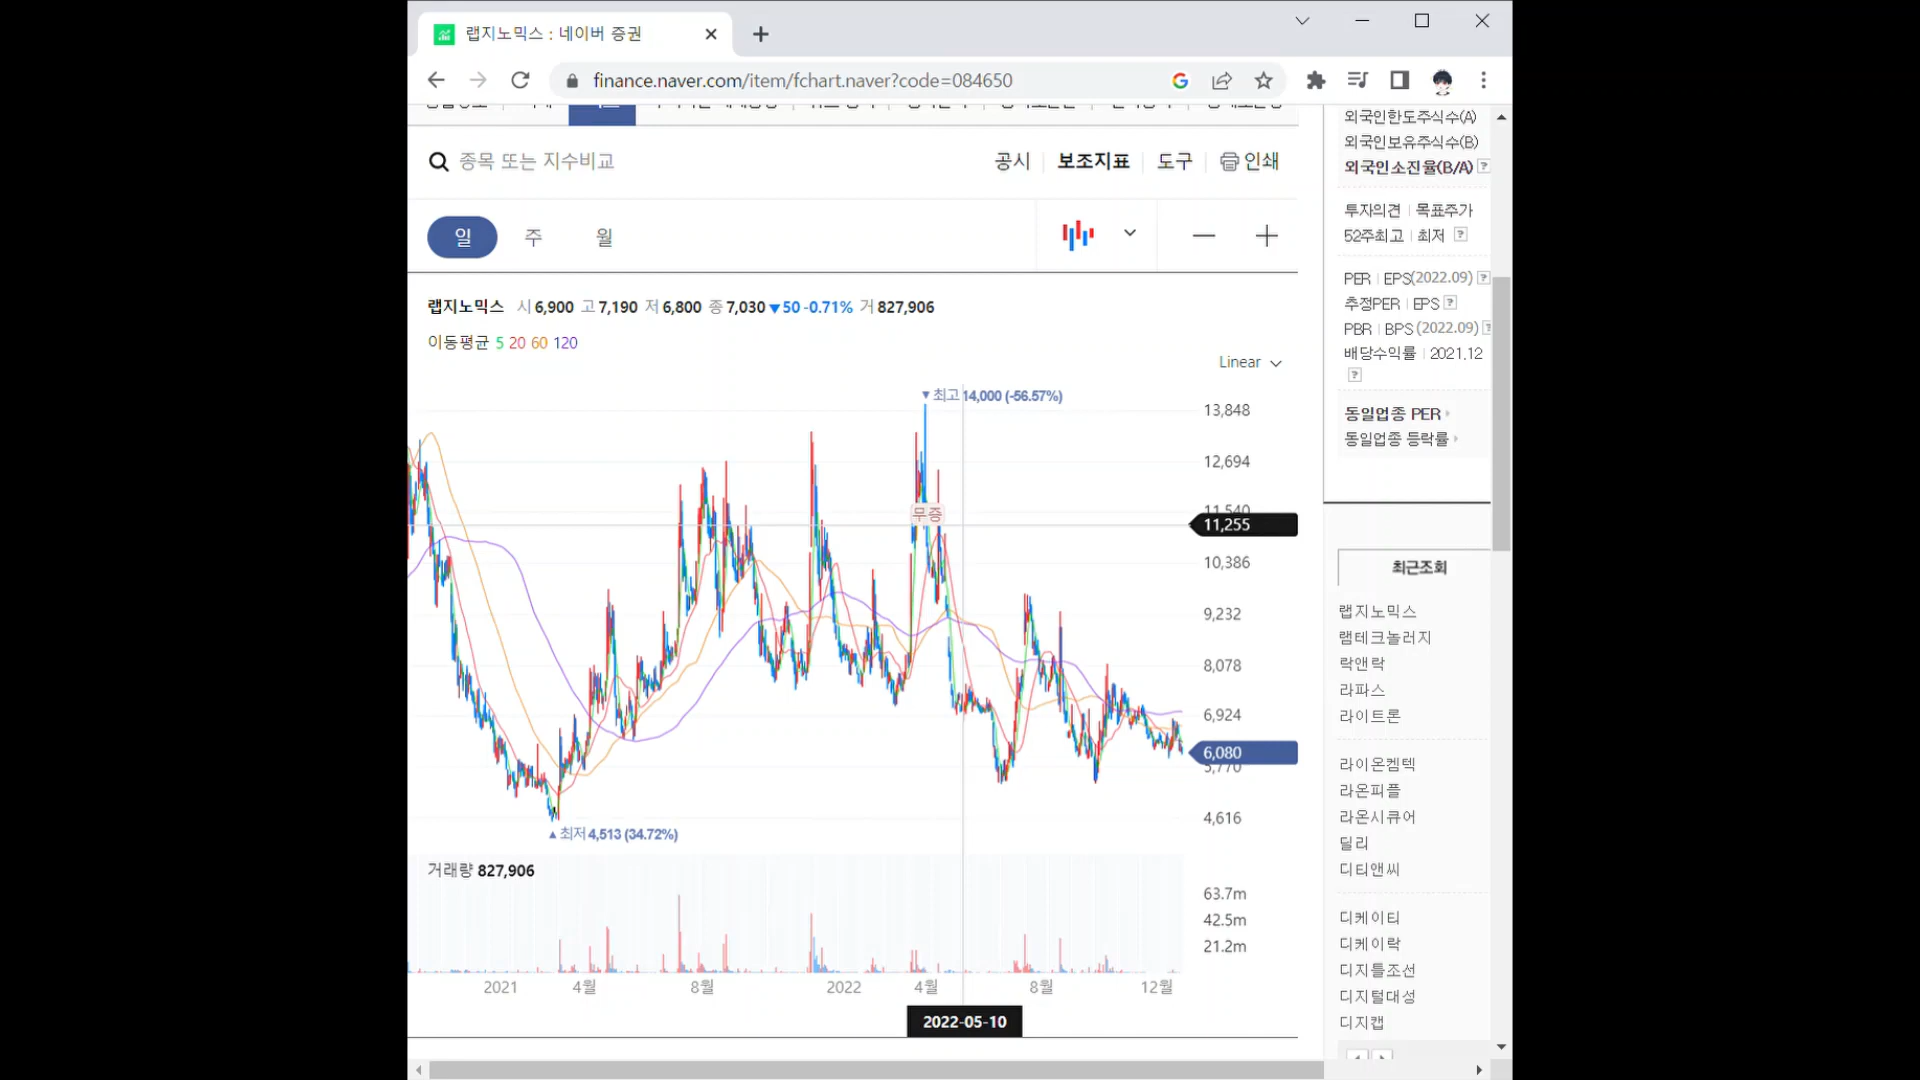 랩지노믹스 : 네이버 증권
finance.naver.com/item/fchart.naver?code=084650
종목 또는 지수비교
공시 보조지표 도구 인쇄
일 주 월
랩지노믹스 시 6,900 고 7,190 저 6,800 종 7,030 ▼50 -0.71% 거 827,906
이동평균 5 20 60 120
Linear
▼최고 14,000 (-56.57%)
13,848
12,694
11,540
무증
11,255
10,386
9,232
8,078
6,924
6,080
5,770
4,616
▲최저 4,513 (34.72%)
거래량 827,906
63.7m
42.5m
21.2m
2021 4월 8월 2022 4월 8월 12월
2022-05-10
외국인한도주식수(A)
외국인보유주식수(B)
외국인소진율(B/A) ?
투자의견 | 목표주가
52주최고 | 최저 ?
PER | EPS(2022.09) ?
추정PER | EPS ?
PBR | BPS (2022.09) ?
배당수익률 | 2021.12
?
동일업종 PER
동일업종 등락률
최근조회
랩지노믹스
램테크놀러지
락앤락
라파스
라이트론
라이온켐텍
라온피플
라온시큐어
딜리
디티앤씨
디케이티
디케이락
디지틀조선
디지털대성
디지캡